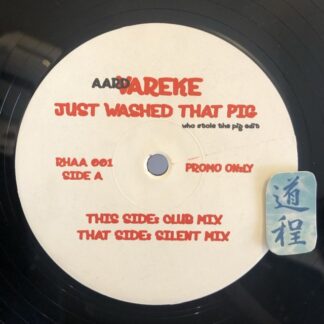 AARDVAREKE
JUST WASHED THAT PIG
who stole the pig edit
RHAA 001
SIDE A
PROMO ONLY
THIS SIDE: CLUB MIX
THAT SIDE: SILENT MIX
道程